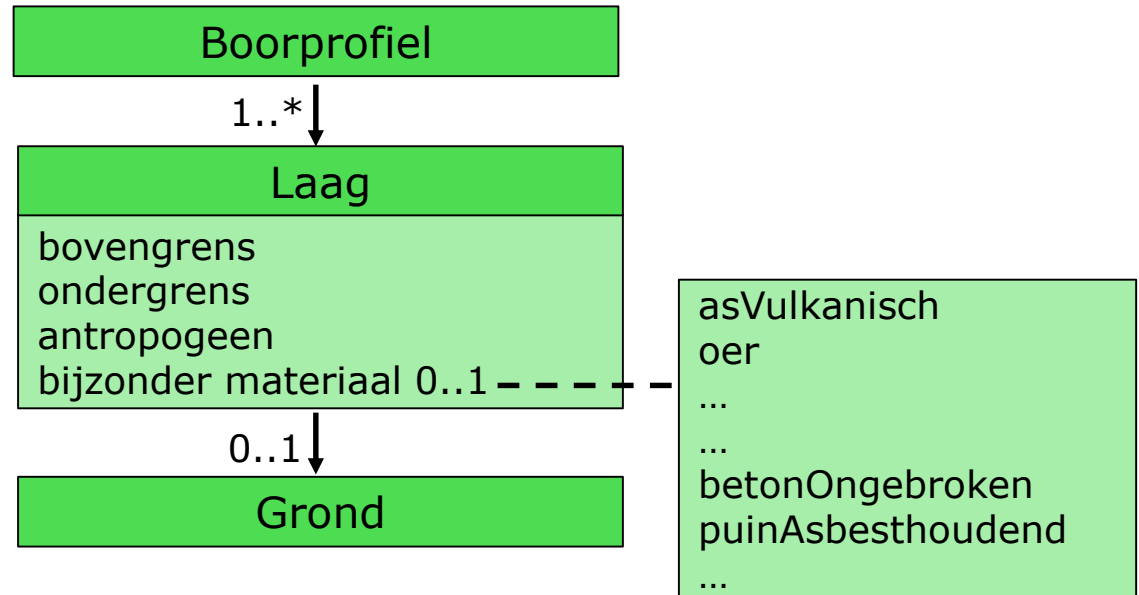 Boorprofiel
1..*
Laag
bovengrens
ondergrens
antropogeen
bijzonder materiaal 0..1
0..1
Grond
asVulkanisch
oer
...
...
betonOngebroken
puinAsbesthoudend
...